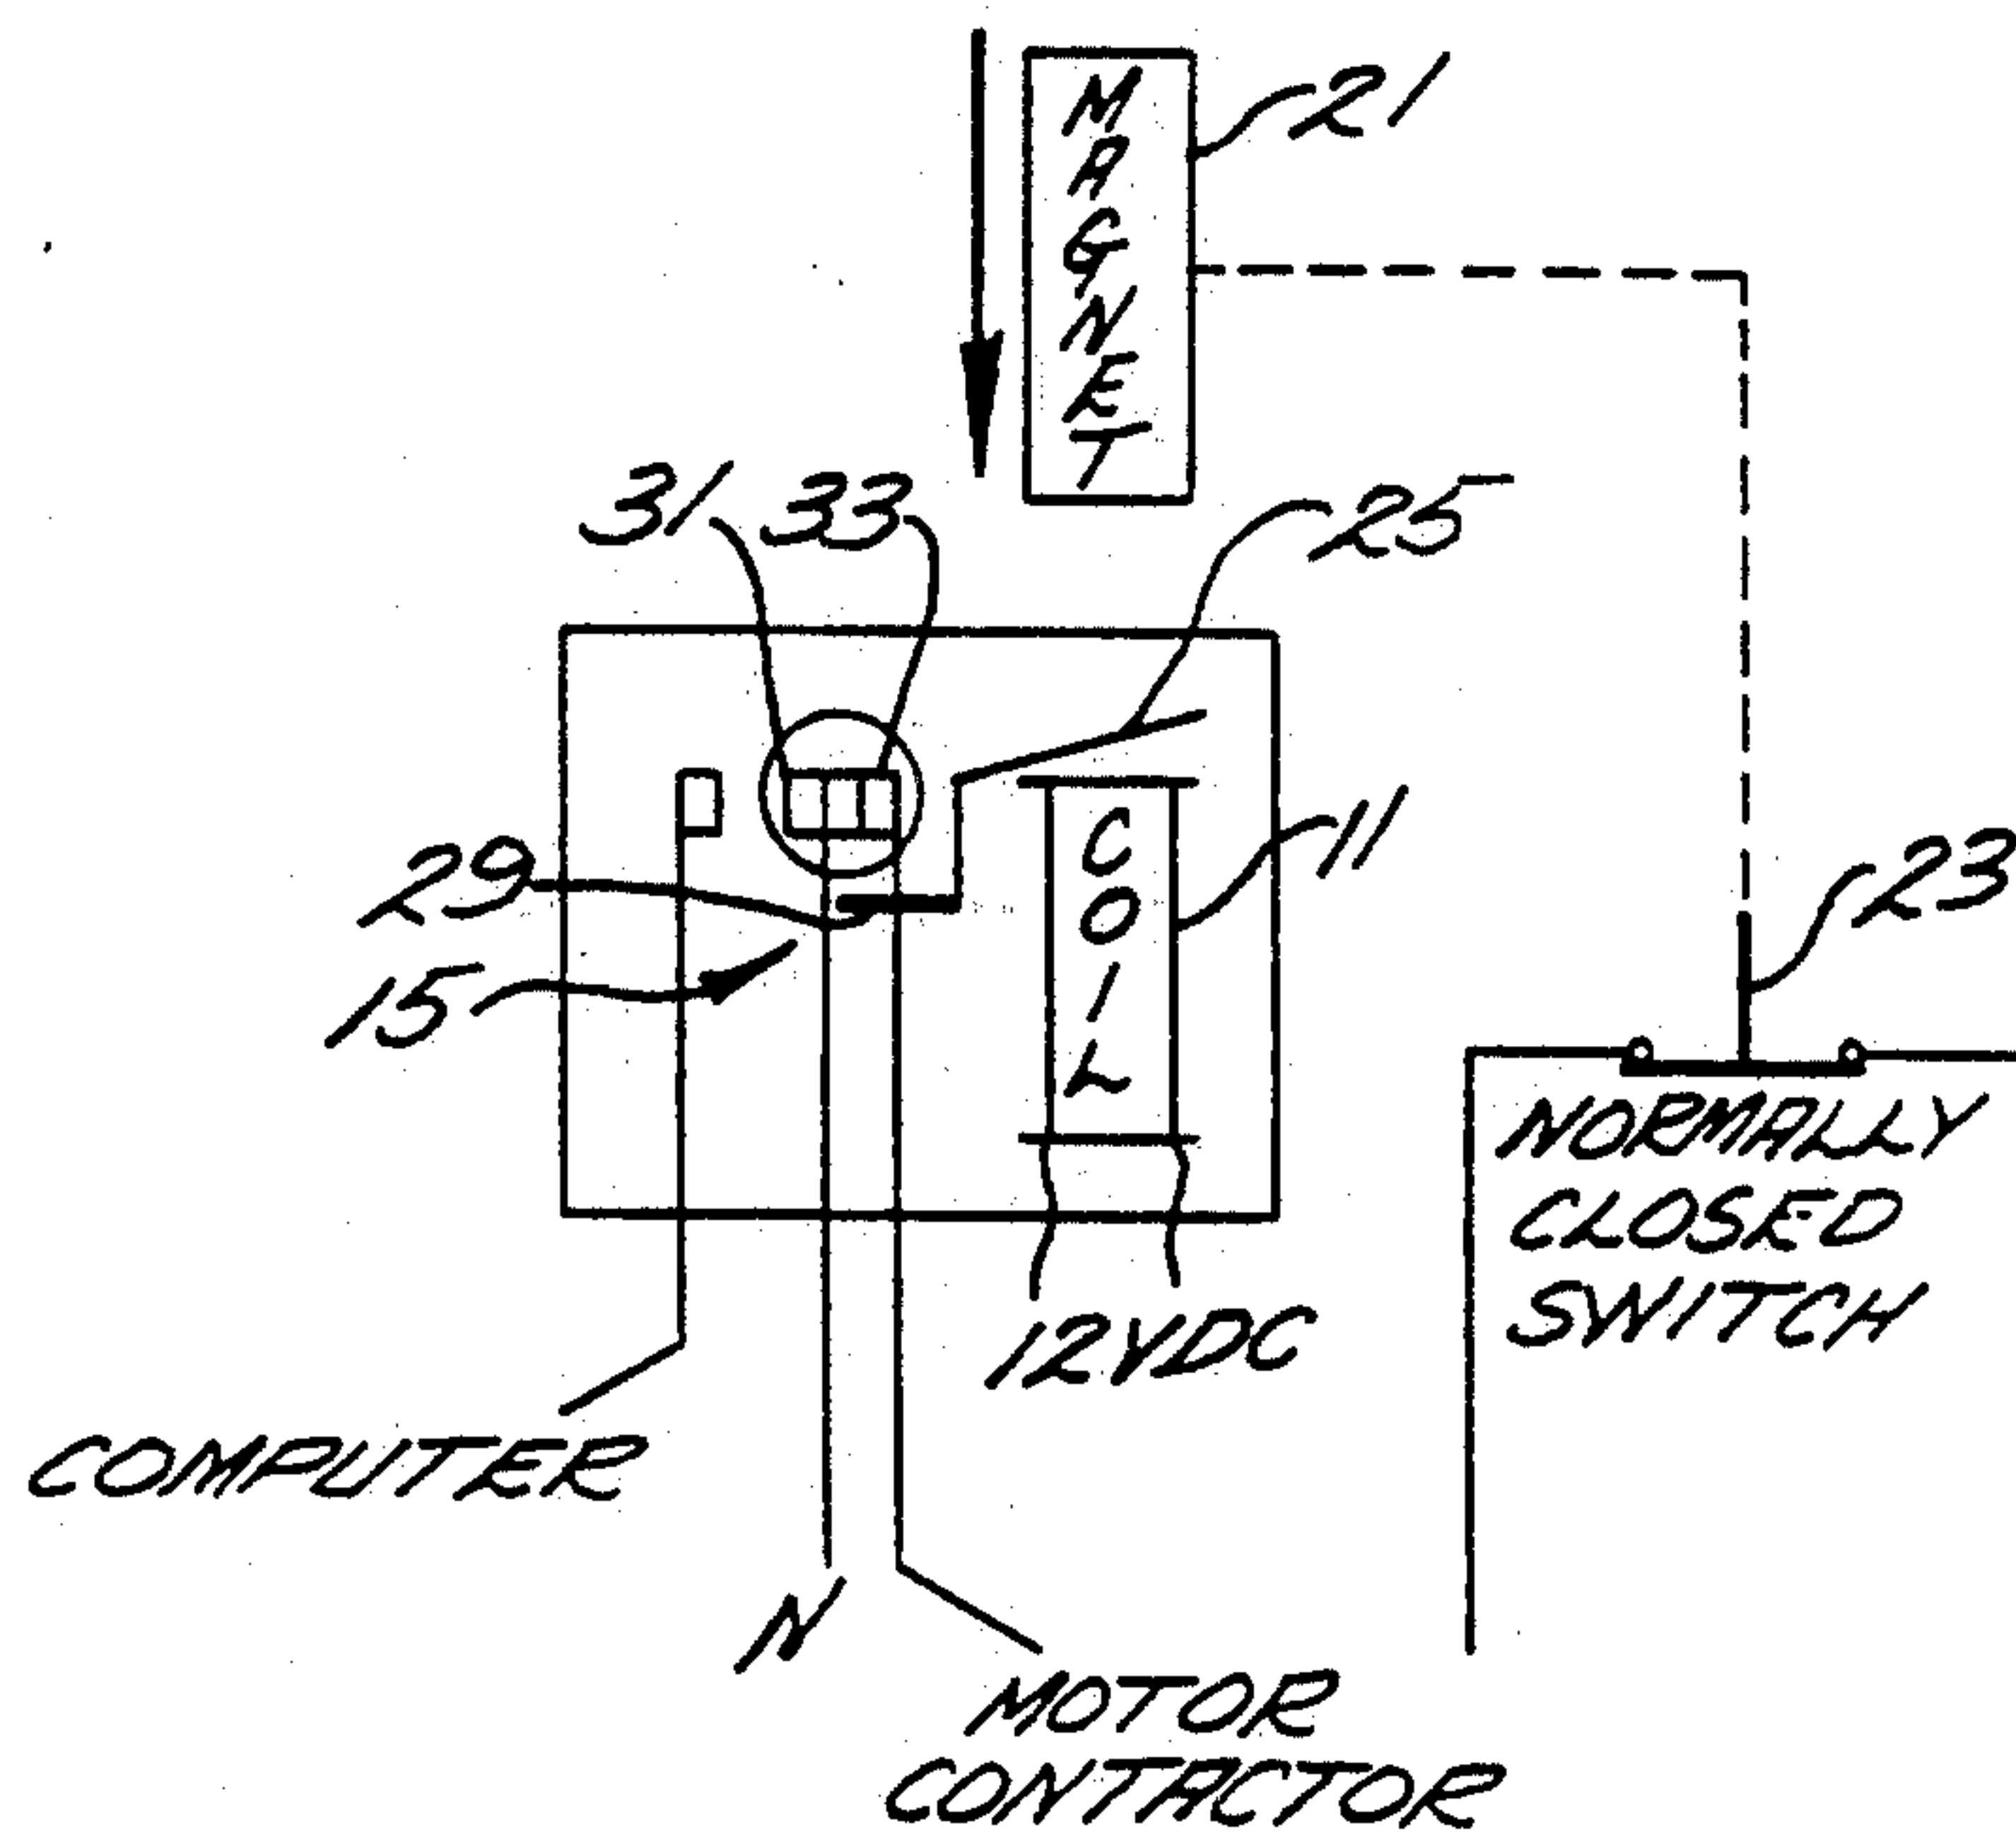 MAGNET
21
31
33
25
29
11
23
15
COIL
NORMALLY
CLOSED
SWITCH
12VDC
COMPUTER
N
MOTOR
CONTACTOR